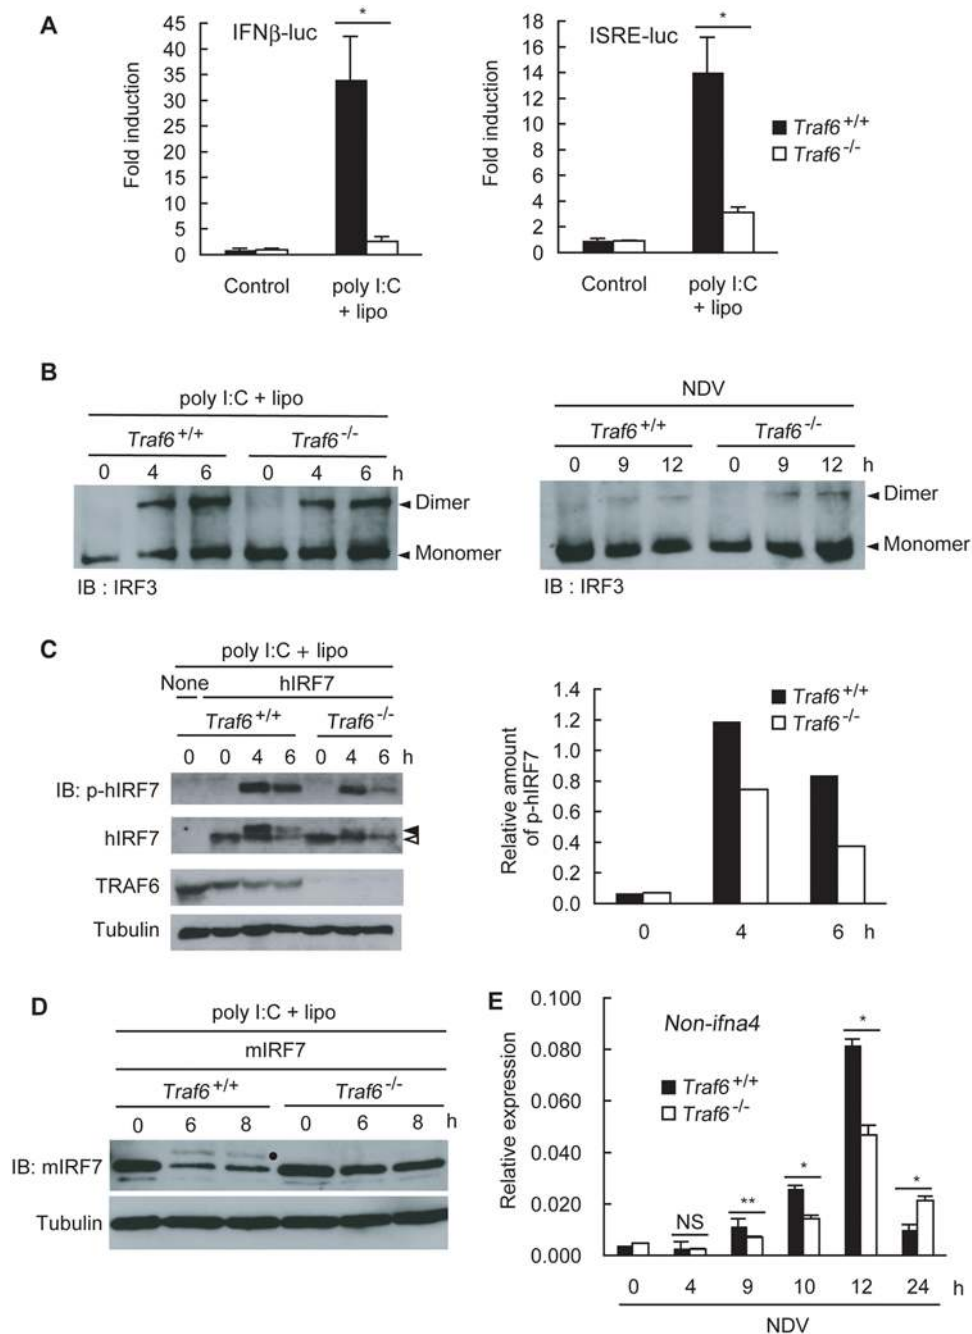 A
IFNβ-luc
Fold induction
45
40
35
30
25
20
15
10
5
0
*
Control
poly I:C
+ lipo
ISRE-luc
Fold induction
18
16
14
12
10
8
6
4
2
0
*
Control
poly I:C
+ lipo
Traf6+/+
Traf6-/-
B
poly I:C + lipo
Traf6+/+ Traf6-/-
0 4 6 0 4 6 h
Dimer
Monomer
IB : IRF3
NDV
Traf6+/+ Traf6-/-
0 9 12 0 9 12 h
Dimer
Monomer
IB : IRF3
C
poly I:C + lipo
None hIRF7
Traf6+/+ Traf6-/-
0 0 4 6 0 4 6 h
IB: p-hIRF7
hIRF7
TRAF6
Tubulin
Relative amount
of p-hIRF7
1.4
1.2
1.0
0.8
0.6
0.4
0.2
0.0
Traf6+/+
Traf6-/-
0 4 6 h
D
poly I:C + lipo
mIRF7
Traf6+/+ Traf6-/-
0 6 8 0 6 8 h
IB: mIRF7
Tubulin
E
Non-ifna4
Relative expression
0.100
0.080
0.060
0.040
0.020
0.000
Traf6+/+
Traf6-/-
NS ** * * *
0 4 9 10 12 24 h
NDV